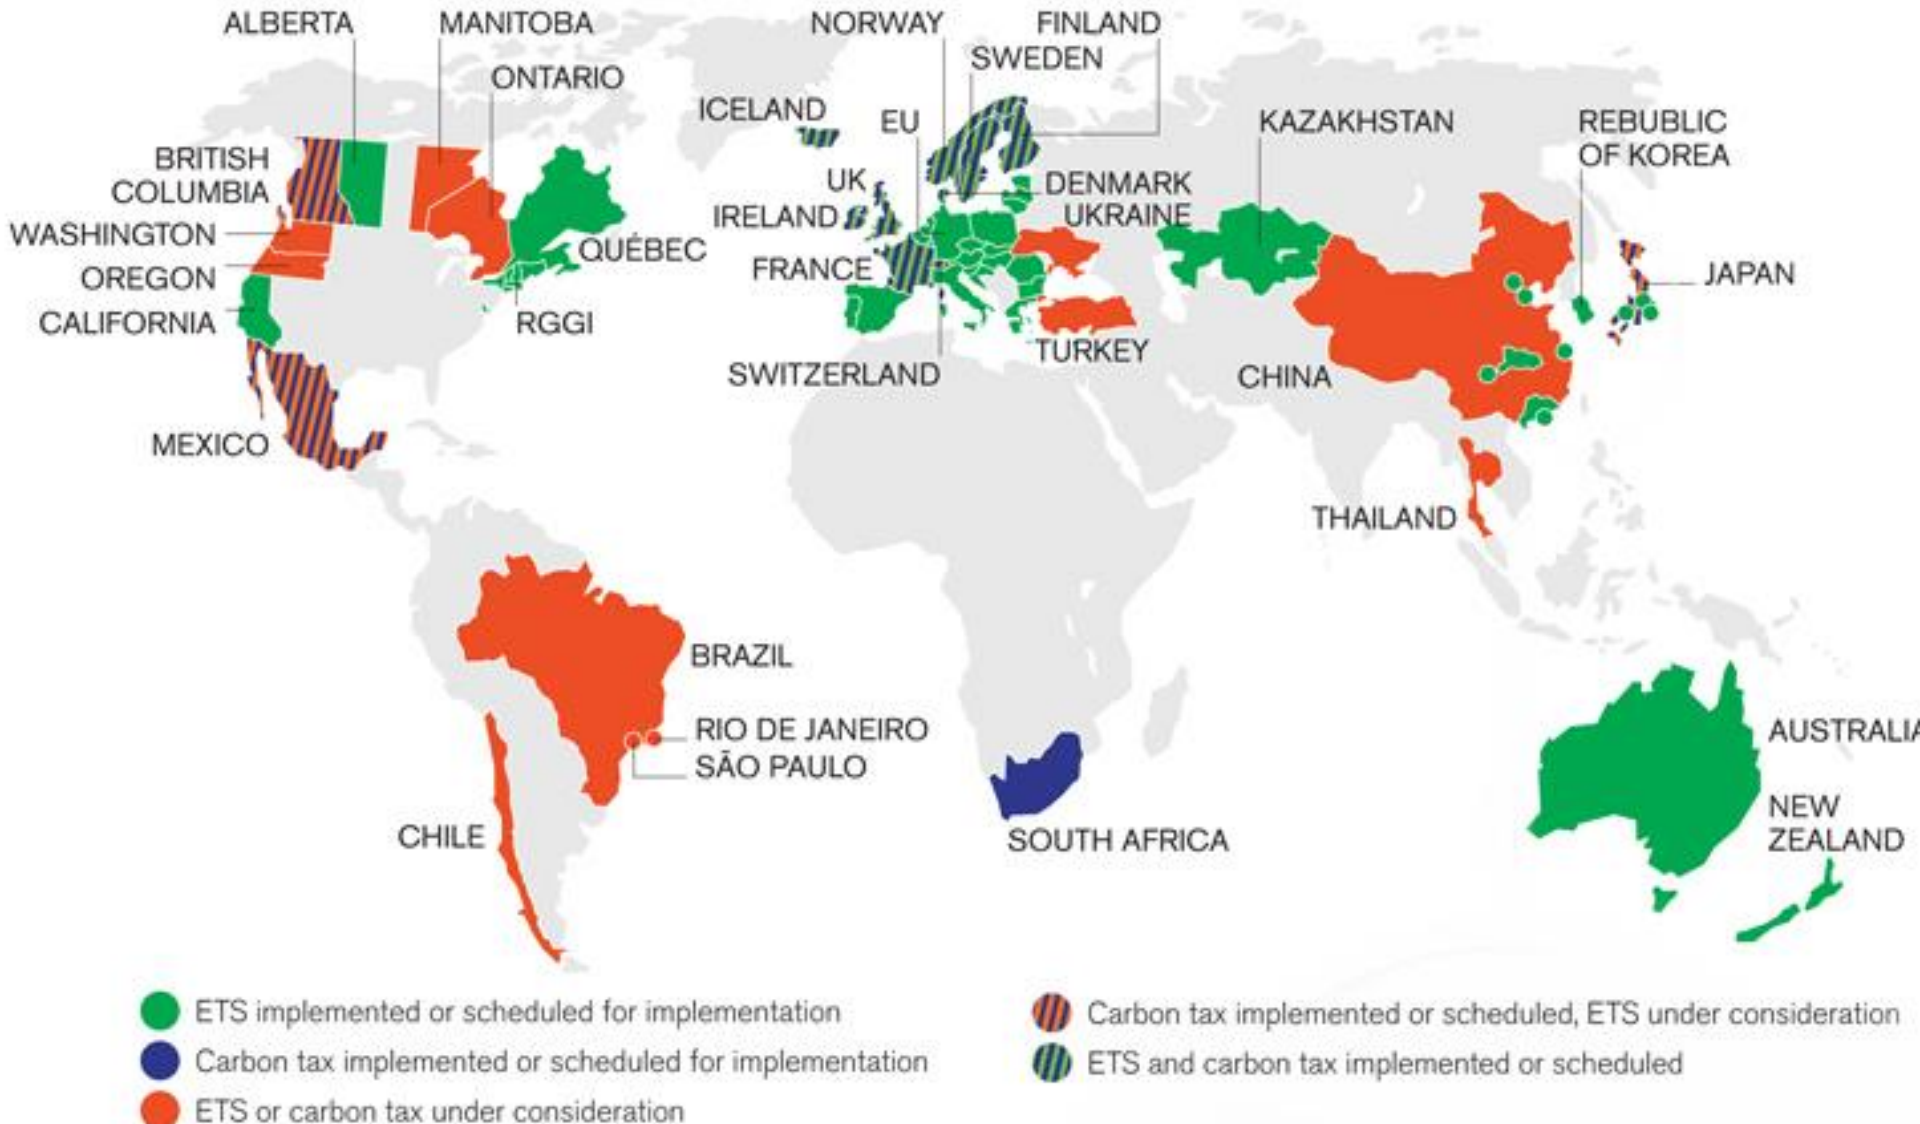 ALBERTA
MANITOBA
NORWAY
FINLAND
SWEDEN
ONTARIO
ICELAND
EU
KAZAKHSTAN
REBUBLIC
OF KOREA
BRITISH
COLUMBIA
UK
DENMARK
IRELAND
UKRAINE
WASHINGTON
QUÉBEC
FRANCE
OREGON
JAPAN
CALIFORNIA
RGGI
TURKEY
SWITZERLAND
CHINA
MEXICO
THAILAND
BRAZIL
RIO DE JANEIRO
SÃO PAULO
AUSTRALIA
CHILE
SOUTH AFRICA
NEW
ZEALAND
ETS implemented or scheduled for implementation
Carbon tax implemented or scheduled for implementation
ETS or carbon tax under consideration
Carbon tax implemented or scheduled, ETS under consideration
ETS and carbon tax implemented or scheduled